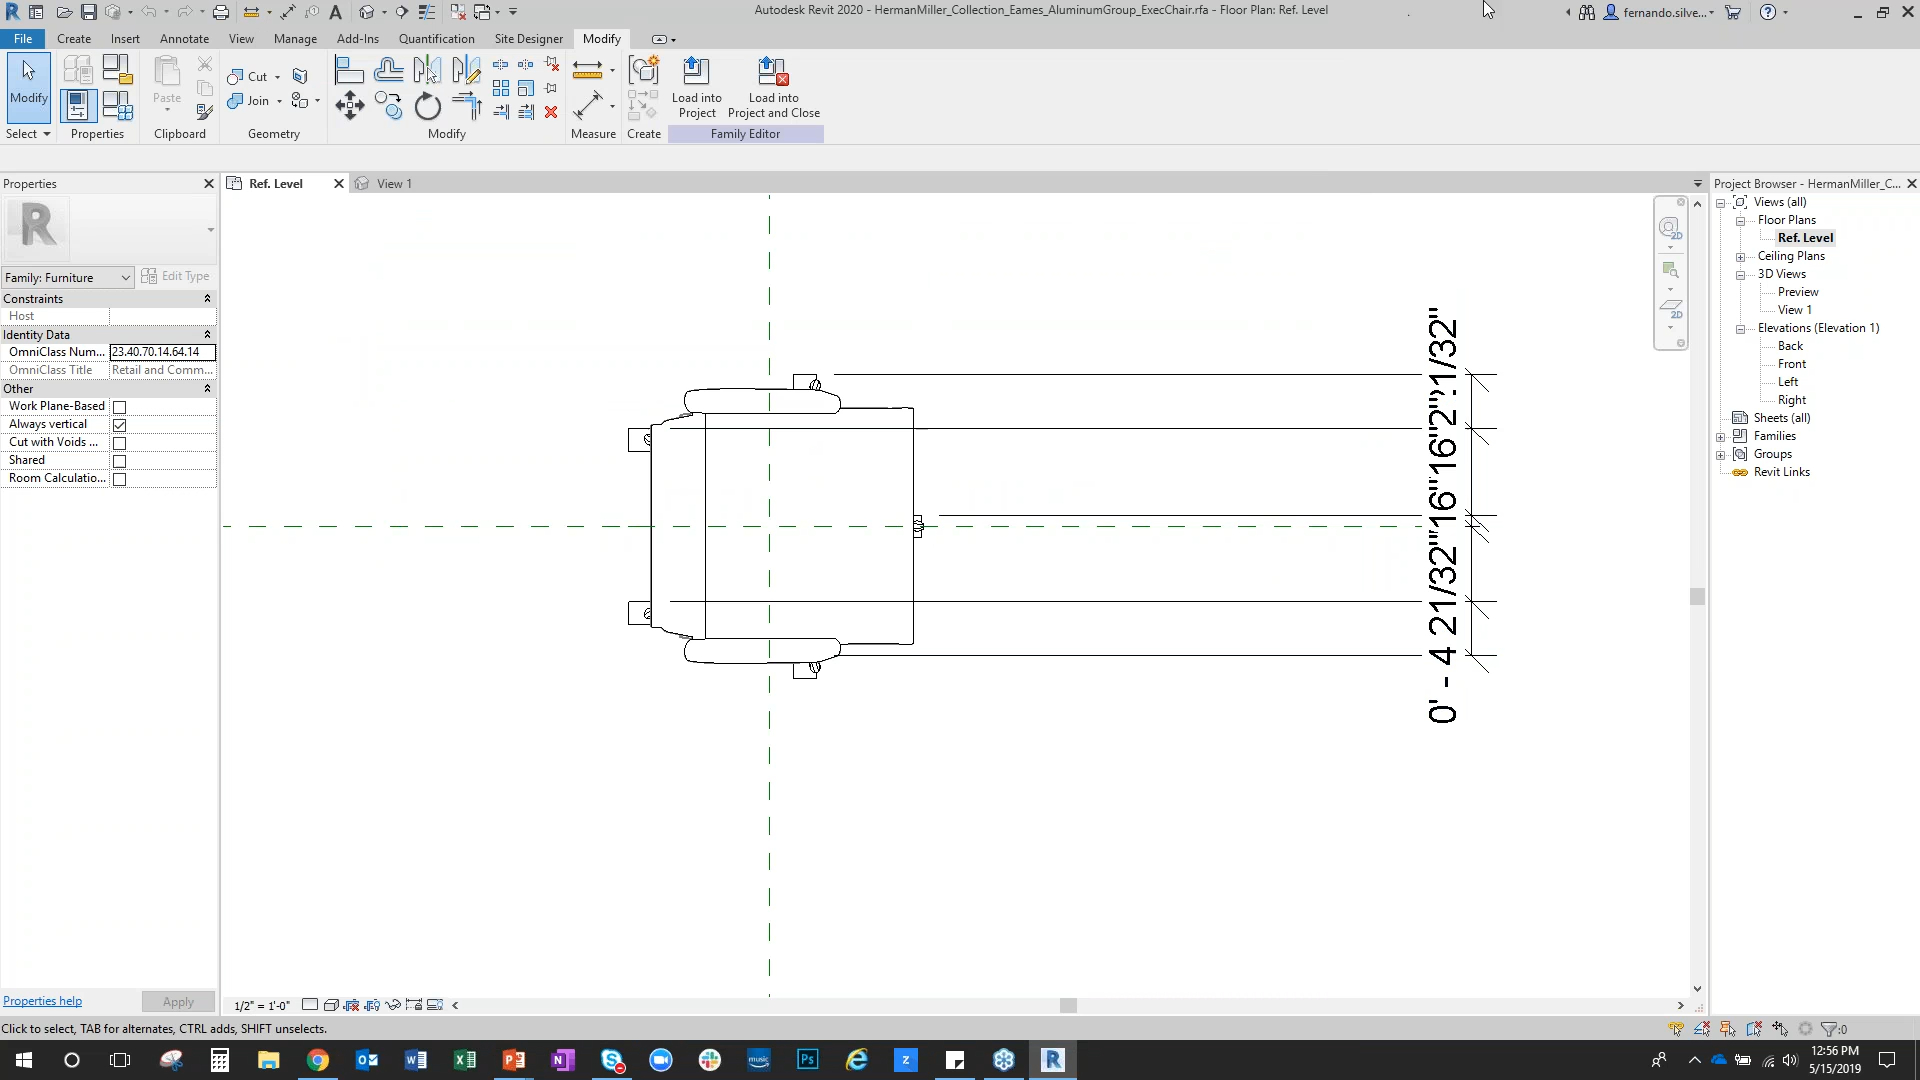 Autodesk Revit 2020 - HermanMiller_Collection_Eames_AluminumGroup_ExecChair.rfa - Floor Plan: Ref. Level
fernando.silve...
File Create Insert Annotate View Manage Add-Ins Quantification Site Designer Modify
Modify
Paste
Cut
Join
Load into Project
Load into Project and Close
Select Properties Clipboard Geometry Modify Measure Create Family Editor
Properties
Ref. Level
View 1
Project Browser - HermanMiller_C...
Family: Furniture
Edit Type
Constraints
Host
Identity Data
OmniClass Num... 23.40.70.14.64.14
OmniClass Title Retail and Comm...
Other
Work Plane-Based
Always vertical
Cut with Voids ...
Shared
Room Calculatio...
Properties help
Apply
2D
2D
0' - 4 21/32"
Views (all)
Floor Plans
Ref. Level
Ceiling Plans
3D Views
Preview
View 1
Elevations (Elevation 1)
Back
Front
Left
Right
Sheets (all)
Families
Groups
Revit Links
1/2" = 1'-0"
Click to select, TAB for alternates, CTRL adds, SHIFT unselects.
:0
music
Ps
12:56 PM
5/15/2019